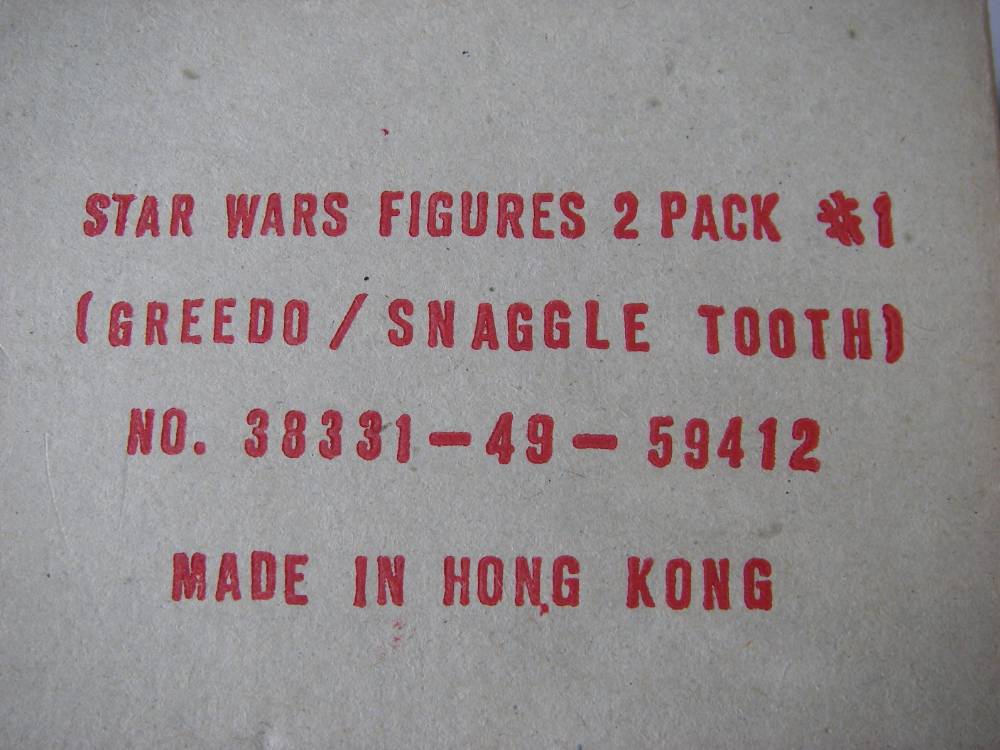 STAR WARS FIGURES 2 PACK #1
(GREEDO/SNAGGLE TOOTH)
NO. 38331-49-59412
MADE IN HONG KONG